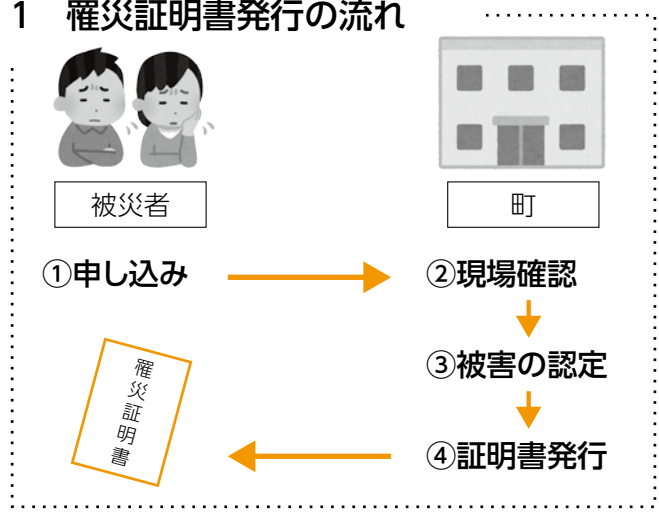 1 罹災証明書発行の流れ
被災者
町
①申し込み
②現場確認
③被害の認定
④証明書発行
罹災証明書